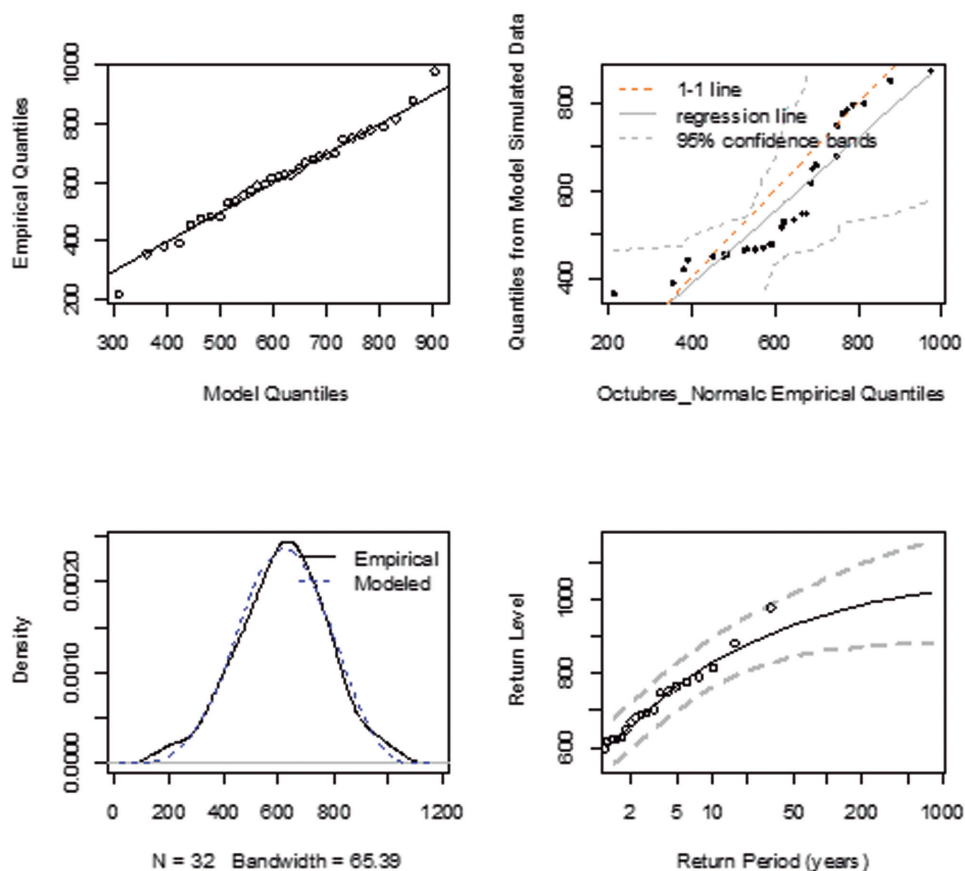 Empirical Quantiles
200 400 600 800 1000
300 400 500 600 700 800 900
Model Quantiles
Quantiles from Model Simulated Data
400 600 800
1-1 line
regression line
95% confidence bands
200 400 600 800 1000
Octubres_Normalc Empirical Quantiles
Density
0.0000 0.0010 0.0020
Empirical
Modeled
0 200 400 600 800 1000 1200
N = 32 Bandwidth = 65.39
Return Level
600 800 1000
2 5 10 50 200 1000
Return Period (years)